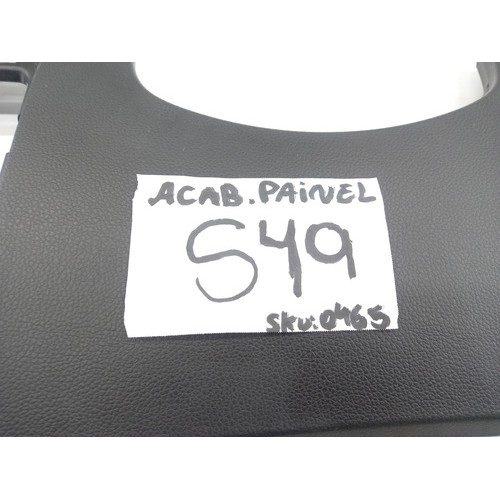 ACAB. PAINEL
S49
SKU: 0465